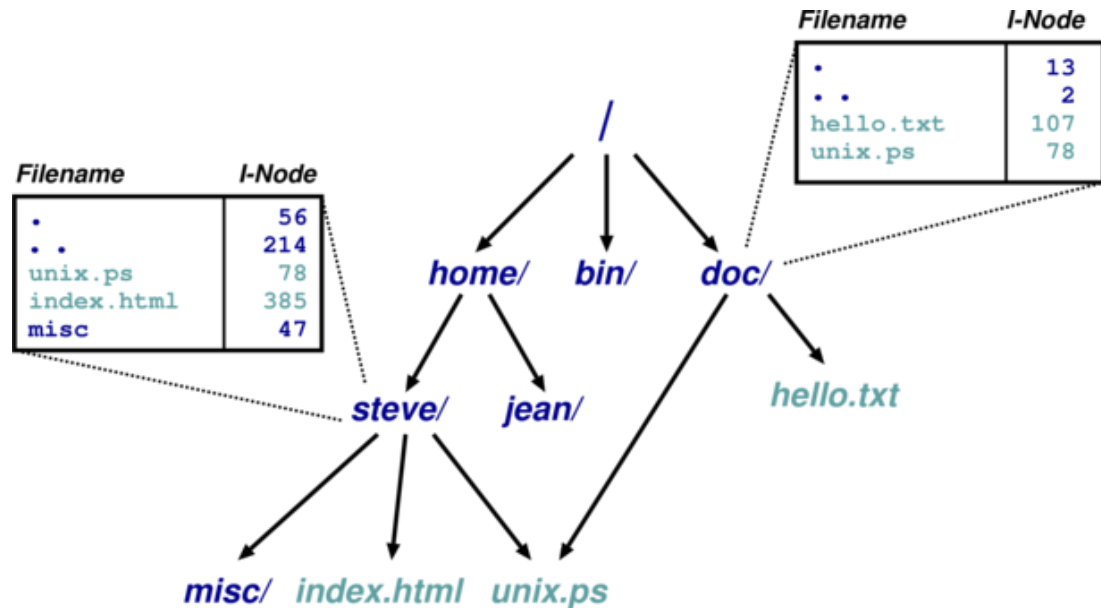 Filename I-Node
. 13
. . 2
hello.txt 107
unix.ps 78
/
Filename I-Node
. 56
. . 214
unix.ps 78
index.html 385
misc 47
home/ bin/ doc/
steve/ jean/ hello.txt
misc/ index.html unix.ps